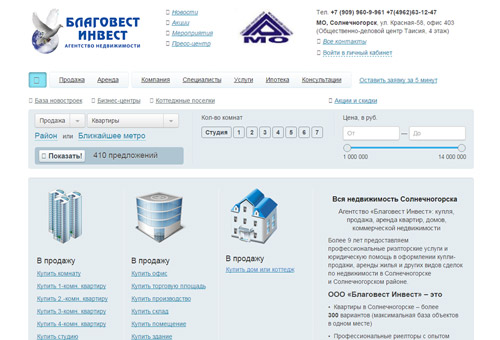 БЛАГОВЕСТ
ИНВЕСТ
АГЕНТСТВО НЕДВИЖИМОСТИ
Новости
Акции
Мероприятия
Пресс-центр
МО
Тел. +7 (909) 960-9-961 +7(4962)63-12-47
МО, Солнечногорск, ул. Красная-58, офис 403
(Общественно-деловой центр Таисия, 4 этаж)
Все контакты
Войти в личный кабинет
Продажа Аренда Компания Специалисты Услуги Ипотека Консультации Оставить заявку за 5 минут
База новостроек Бизнес-центры Коттеджные поселки Акции и скидки
Продажа Квартиры
Район или Ближайшее метро
Показать! 410 предложений
Кол-во комнат
Студия 1 2 3 4 5 6 7
Цена, в руб.
От — До
1 000 000 14 000 000
В продажу
Купить комнату
Купить 1-комн. квартиру
Купить 2.-комн. квартиру
Купить 3-комн. квартиру
Купить 4-комн. квартиру
Купить студию
В продажу
Купить офис
Купить торговую площадь
Купить производство
Купить склад
Купить помещение
Купить здание
В продажу
Купить дом или коттедж
Вся недвижимость Солнечногорска
Агентство «Благовест Инвест»: купля,
продажа, аренда квартир, домов,
коммерческой недвижимости
Более 9 лет предоставляем
профессиональные риэлторские услуги и
юридическую помощь в оформлении купли-
продажи, аренды жилья и других видов сделок
по недвижимости в Солнечногорске
и Солнечногорском районе.
ООО «Благовест Инвест» – это
Квартиры в Солнечногорске – более
300 вариантов (максимальная база объектов
в одном месте)
Профессиональные риелторы с опытом